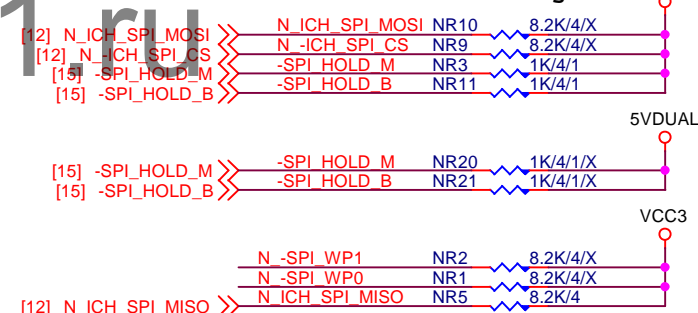 1.ru
[12] N_ICH_SPI_MOSI N_ICH_SPI_MOSI NR10 8.2K/4/X
[12] N_-ICH_SPI_CS N_-ICH_SPI_CS NR9 8.2K/4/X
[15] -SPI_HOLD_M -SPI_HOLD_M NR3 1K/4/1
[15] -SPI_HOLD_B -SPI_HOLD_B NR11 1K/4/1
5VDUAL
[15] -SPI_HOLD_M -SPI_HOLD_M NR20 1K/4/1/X
[15] -SPI_HOLD_B -SPI_HOLD_B NR21 1K/4/1/X
VCC3
N_-SPI_WP1 NR2 8.2K/4/X
N_-SPI_WP0 NR1 8.2K/4/X
[12] N_ICH_SPI_MISO N_ICH_SPI_MISO NR5 8.2K/4